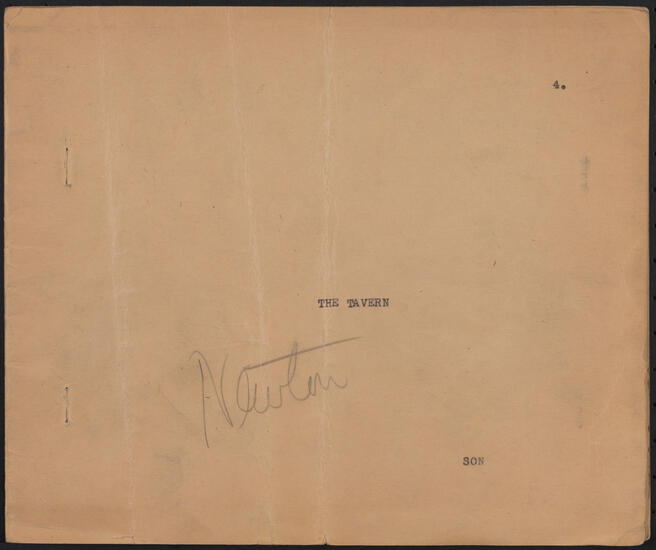 4.
THE TAVERN
Newton
SON